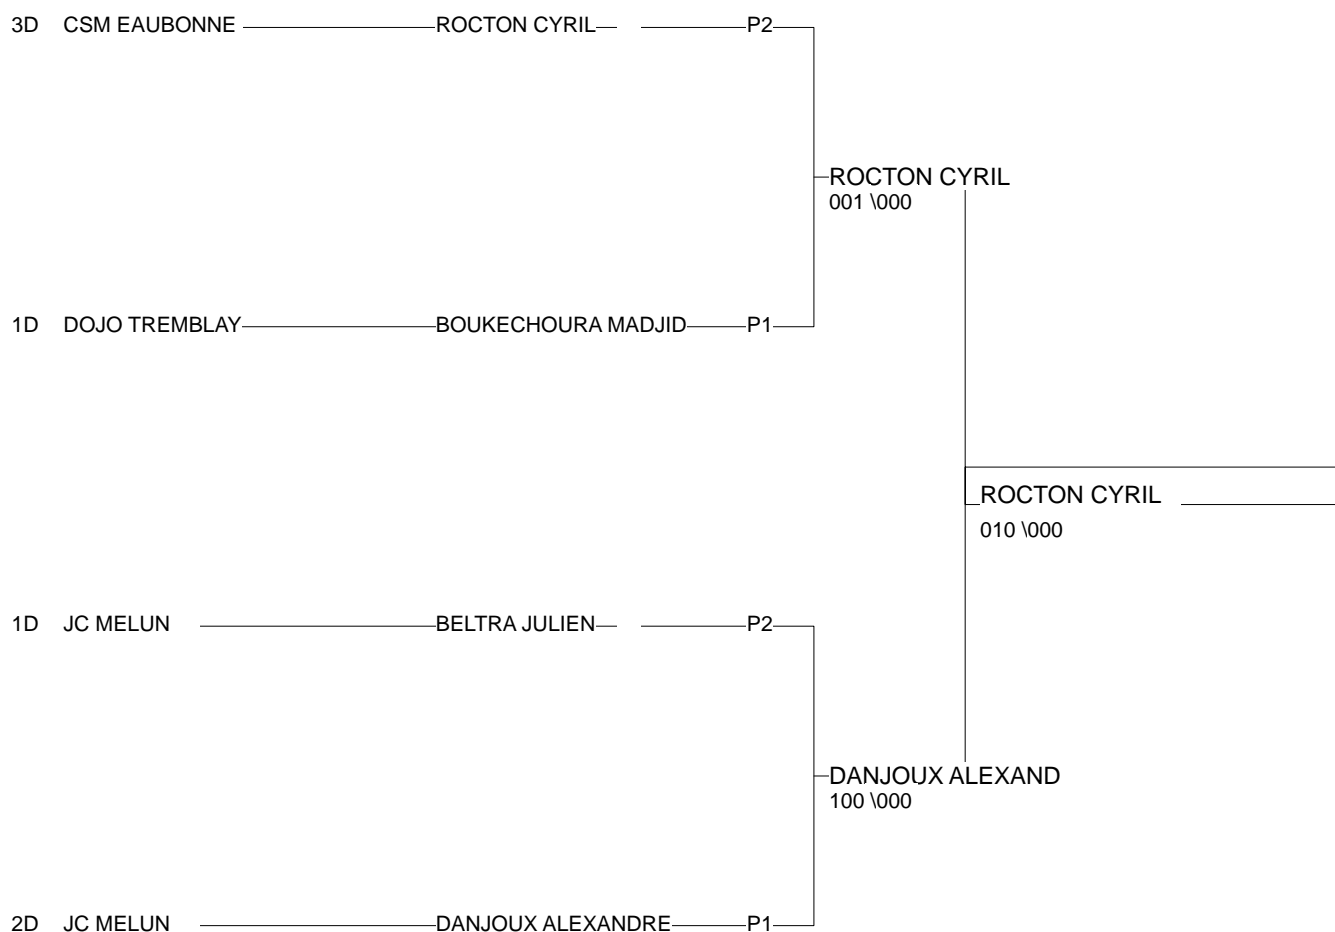 3D CSM EAUBONNE ROCTON CYRIL P2
ROCTON CYRIL
001 \000
1D DOJO TREMBLAY BOUKECHOURA MADJID P1
ROCTON CYRIL
010 \000
1D JC MELUN BELTRA JULIEN P2
DANJOUX ALEXAND
100 \000
2D JC MELUN DANJOUX ALEXANDRE P1